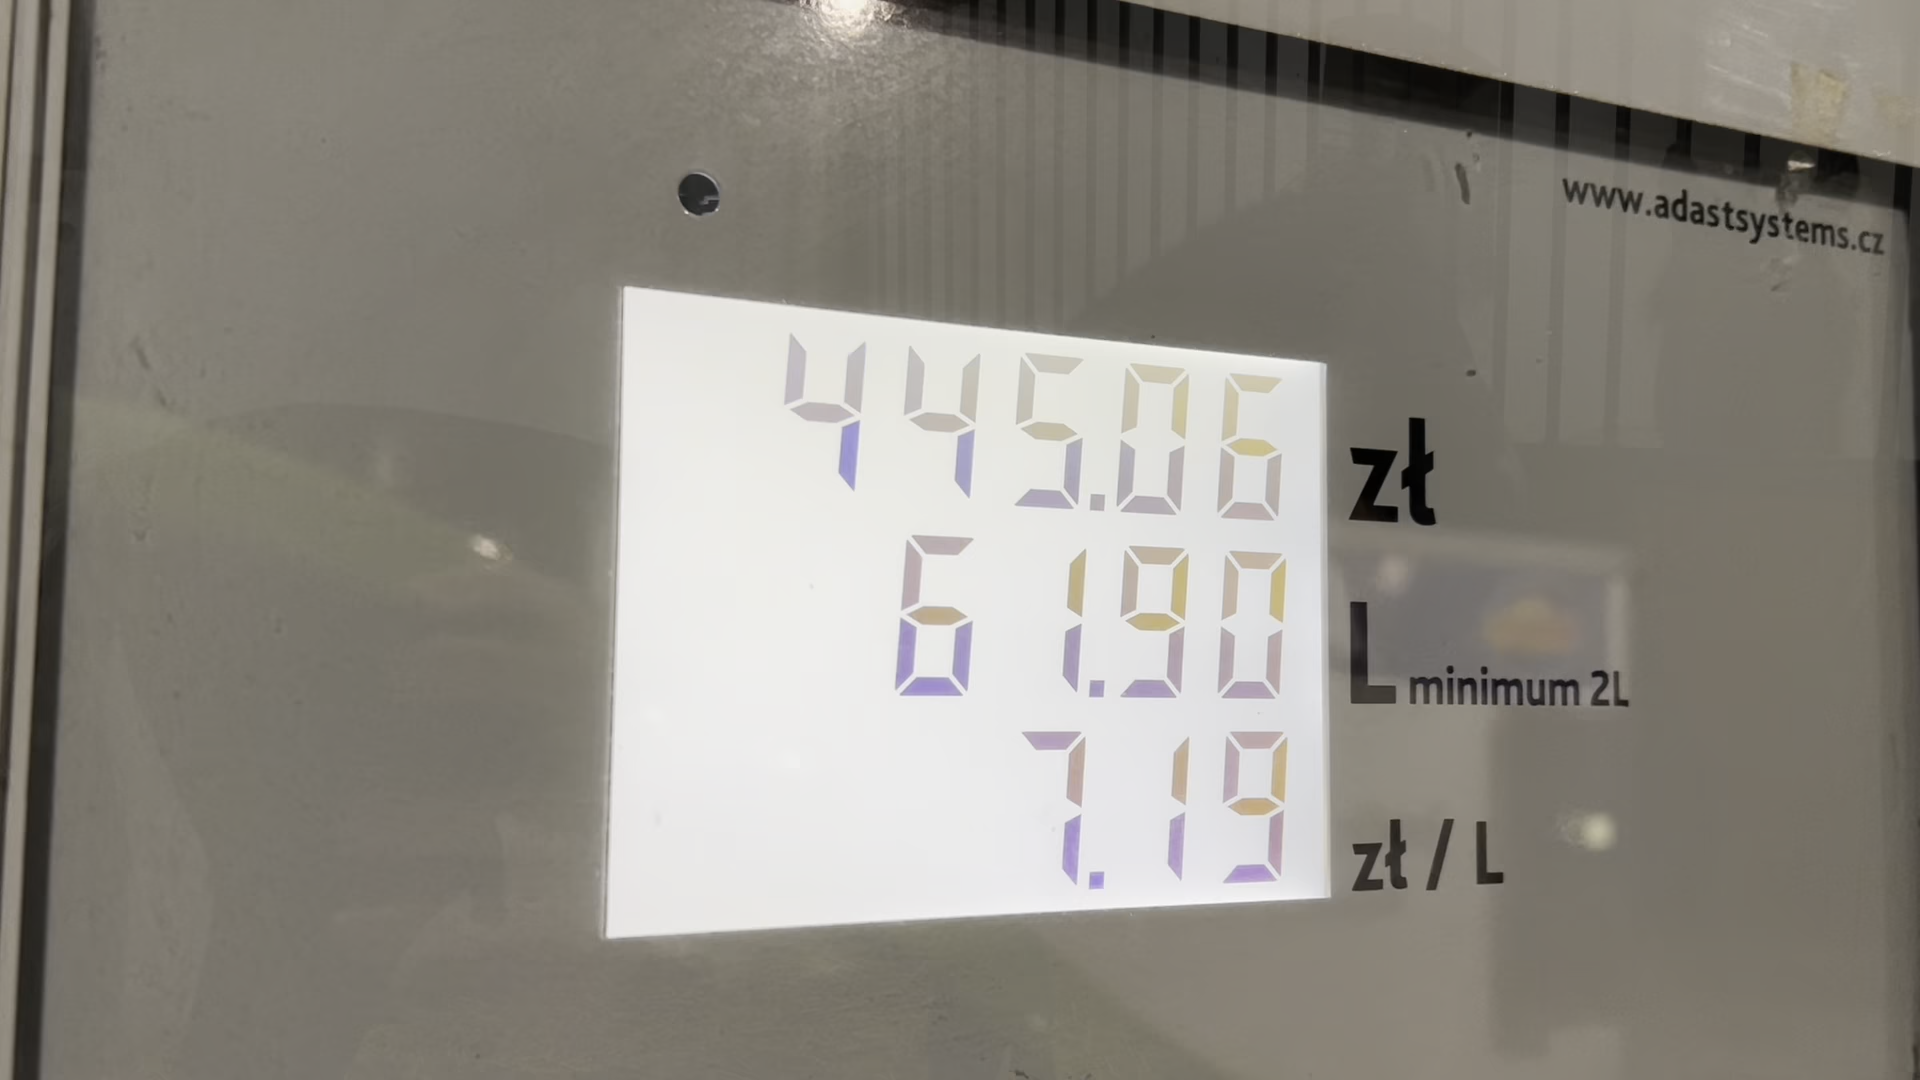 www.adastsystems.cz
445.06 zł
61.90 L minimum 2L
7.19 zł / L